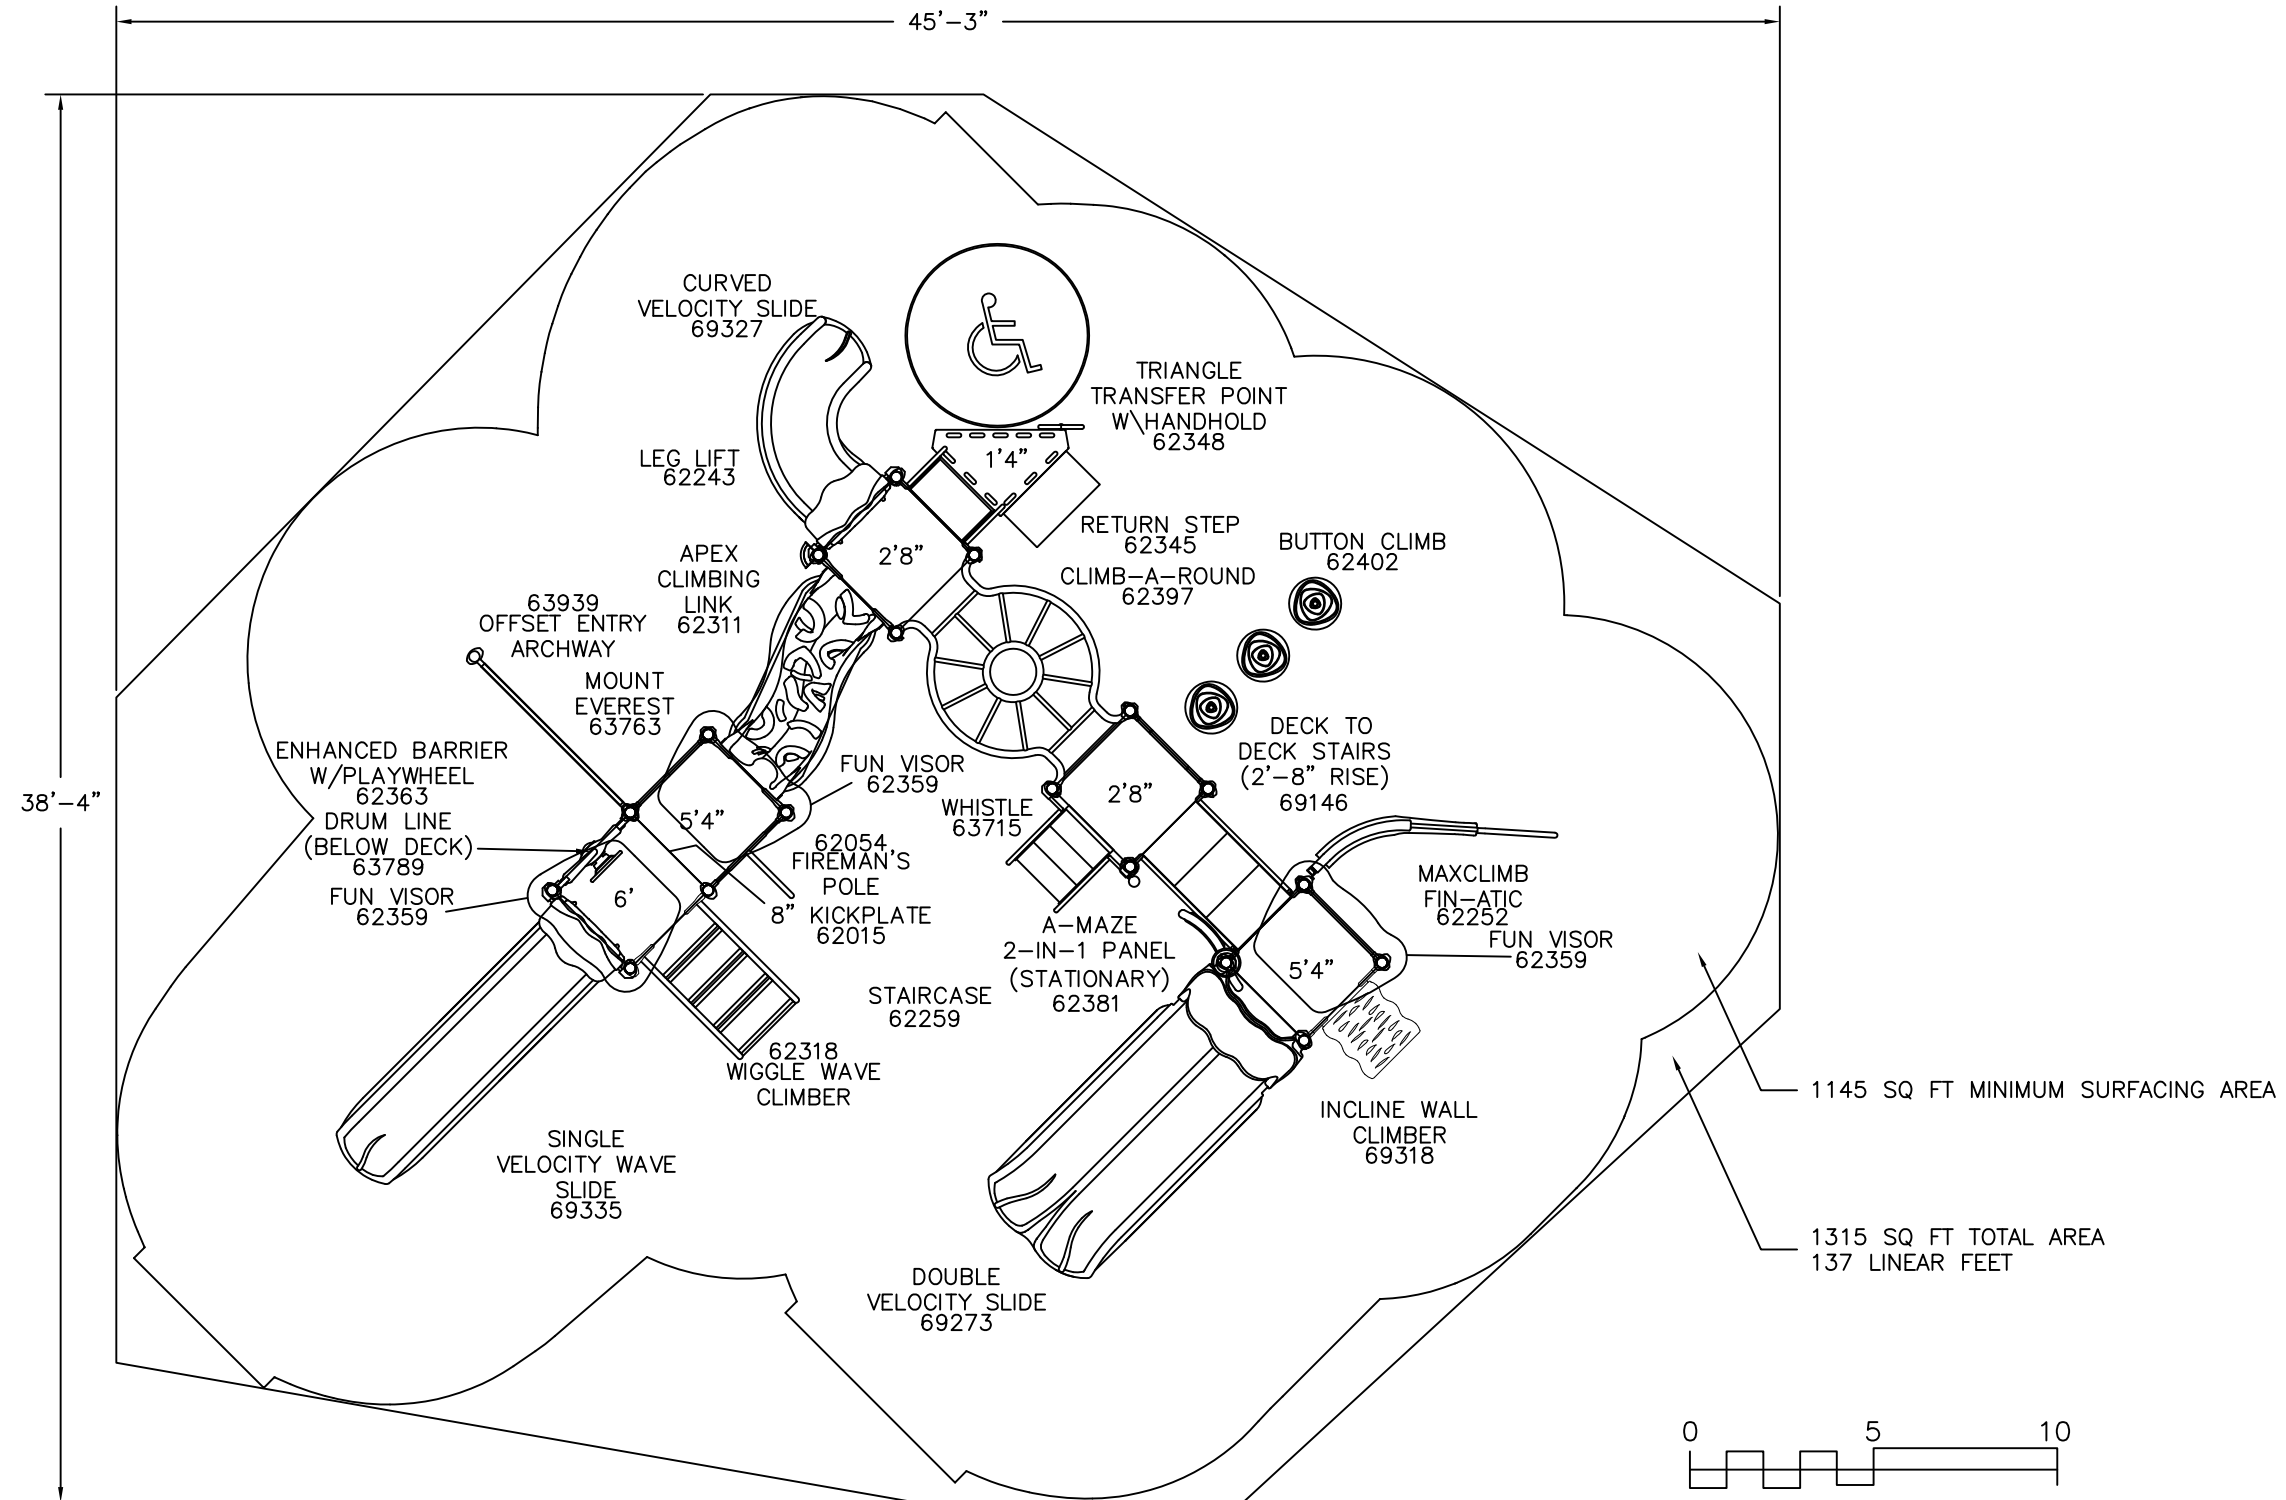 45'-3"
38'-4"
CURVED
VELOCITY SLIDE
69327
TRIANGLE
TRANSFER POINT
W\HANDHOLD
62348
1'4"
LEG LIFT
62243
2'8"
RETURN STEP
62345
BUTTON CLIMB
62402
APEX
CLIMBING
LINK
62311
CLIMB-A-ROUND
62397
63939
OFFSET ENTRY
ARCHWAY
MOUNT
EVEREST
63763
ENHANCED BARRIER
W/PLAYWHEEL
62363
DRUM LINE
(BELOW DECK)
63789
FUN VISOR
62359
FUN VISOR
62359
5'4"
6'
62054
FIREMAN'S
POLE
8"
KICKPLATE
62015
WHISTLE
63715
2'8"
DECK TO
DECK STAIRS
(2'-8" RISE)
69146
MAXCLIMB
FIN-ATIC
62252
FUN VISOR
62359
A-MAZE
2-IN-1 PANEL
(STATIONARY)
62381
5'4"
STAIRCASE
62259
62318
WIGGLE WAVE
CLIMBER
INCLINE WALL
CLIMBER
69318
SINGLE
VELOCITY WAVE
SLIDE
69335
DOUBLE
VELOCITY SLIDE
69273
1145 SQ FT MINIMUM SURFACING AREA
1315 SQ FT TOTAL AREA
137 LINEAR FEET
0 5 10